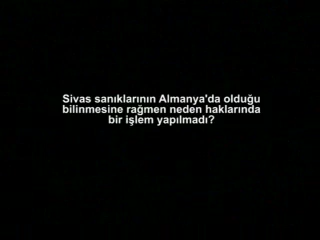 Sivas sanıklarının Almanya'da olduğu
bilinmesine rağmen neden haklarında
bir işlem yapılmadı?